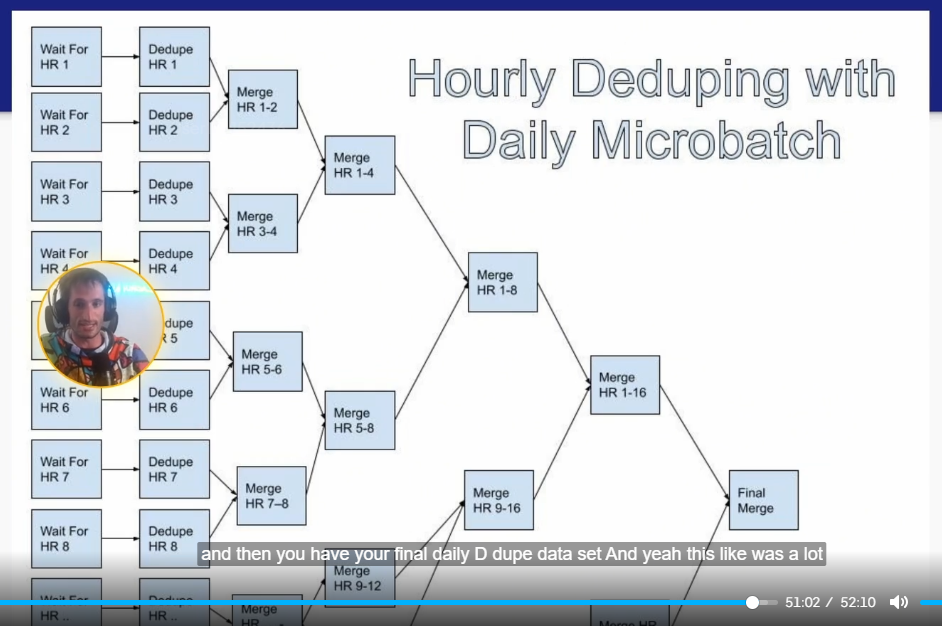 Hourly Deduping with
Daily Microbatch
Wait For
HR 1
Dedupe
HR 1
Merge
HR 1-2
Wait For
HR 2
Dedupe
HR 2
Merge
HR 1-4
Wait For
HR 3
Dedupe
HR 3
Merge
HR 3-4
Wait For
HR 4
Dedupe
HR 4
Merge
HR 1-8
dupe
R 5
Merge
HR 5-6
Merge
HR 1-16
Wait For
HR 6
Dedupe
HR 6
Merge
HR 5-8
Wait For
HR 7
Dedupe
HR 7
Merge
HR 7–8
Merge
HR 9-16
Final
Merge
Wait For
HR 8
Dedupe
HR 8
and then you have your final daily D dupe data set And yeah this like was a lot
Merge
HR 9-12
Wait For
HR ..
Dedupe
HR ..
Merge
HR
Merge HR
51:02 / 52:10